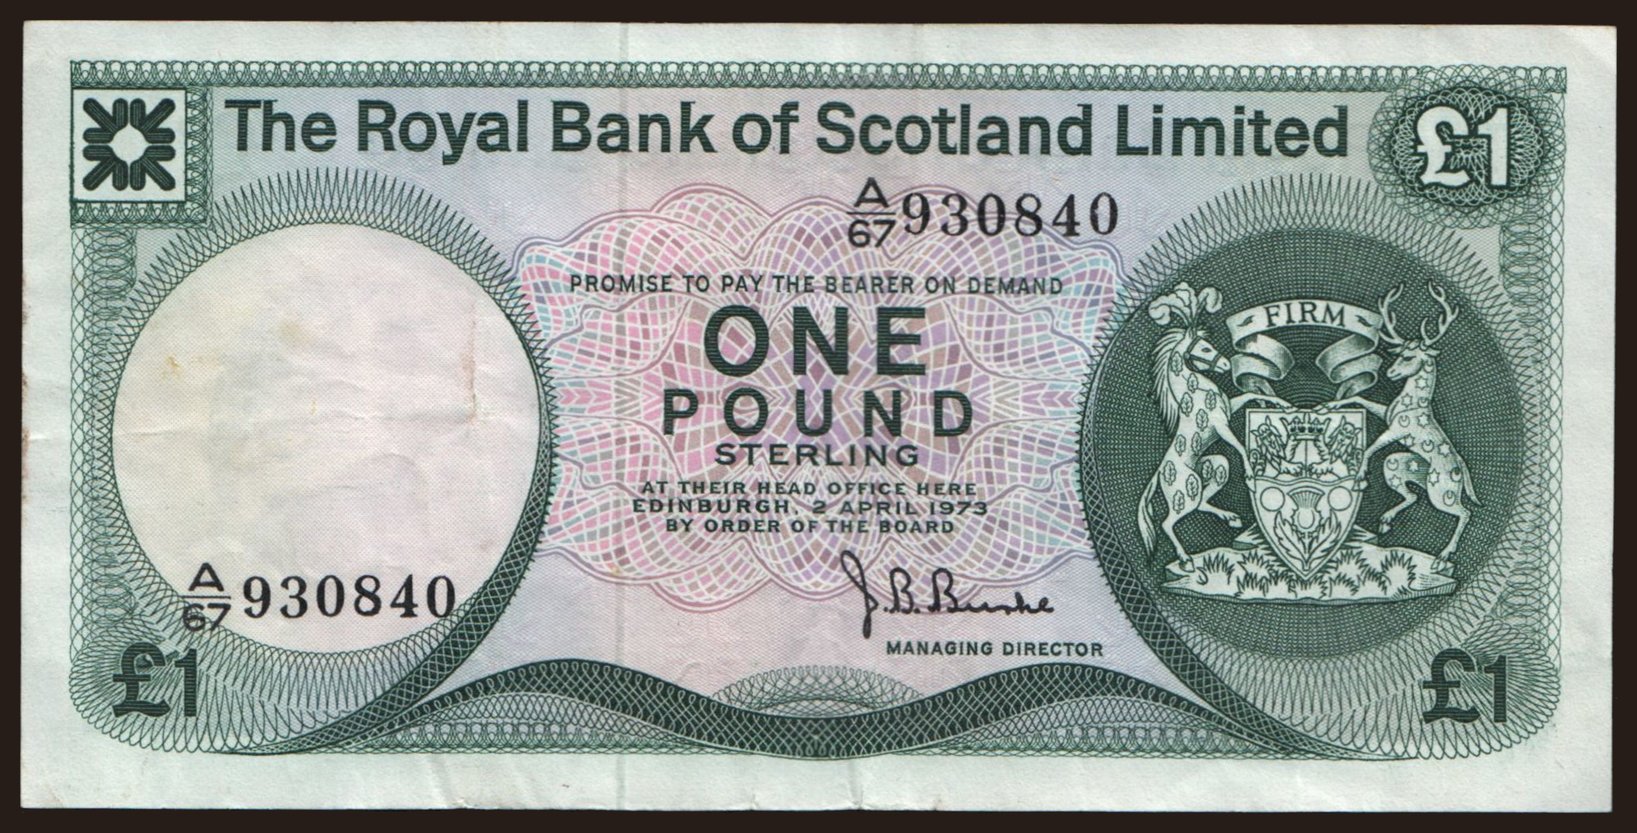 The Royal Bank of Scotland Limited
£1
A/67 930840
PROMISE TO PAY THE BEARER ON DEMAND
ONE
POUND
STERLING
AT THEIR HEAD OFFICE HERE
EDINBURGH, 2 APRIL 1973
BY ORDER OF THE BOARD
FIRM
A/67 930840
J. B. Burke
MANAGING DIRECTOR
£1
£1